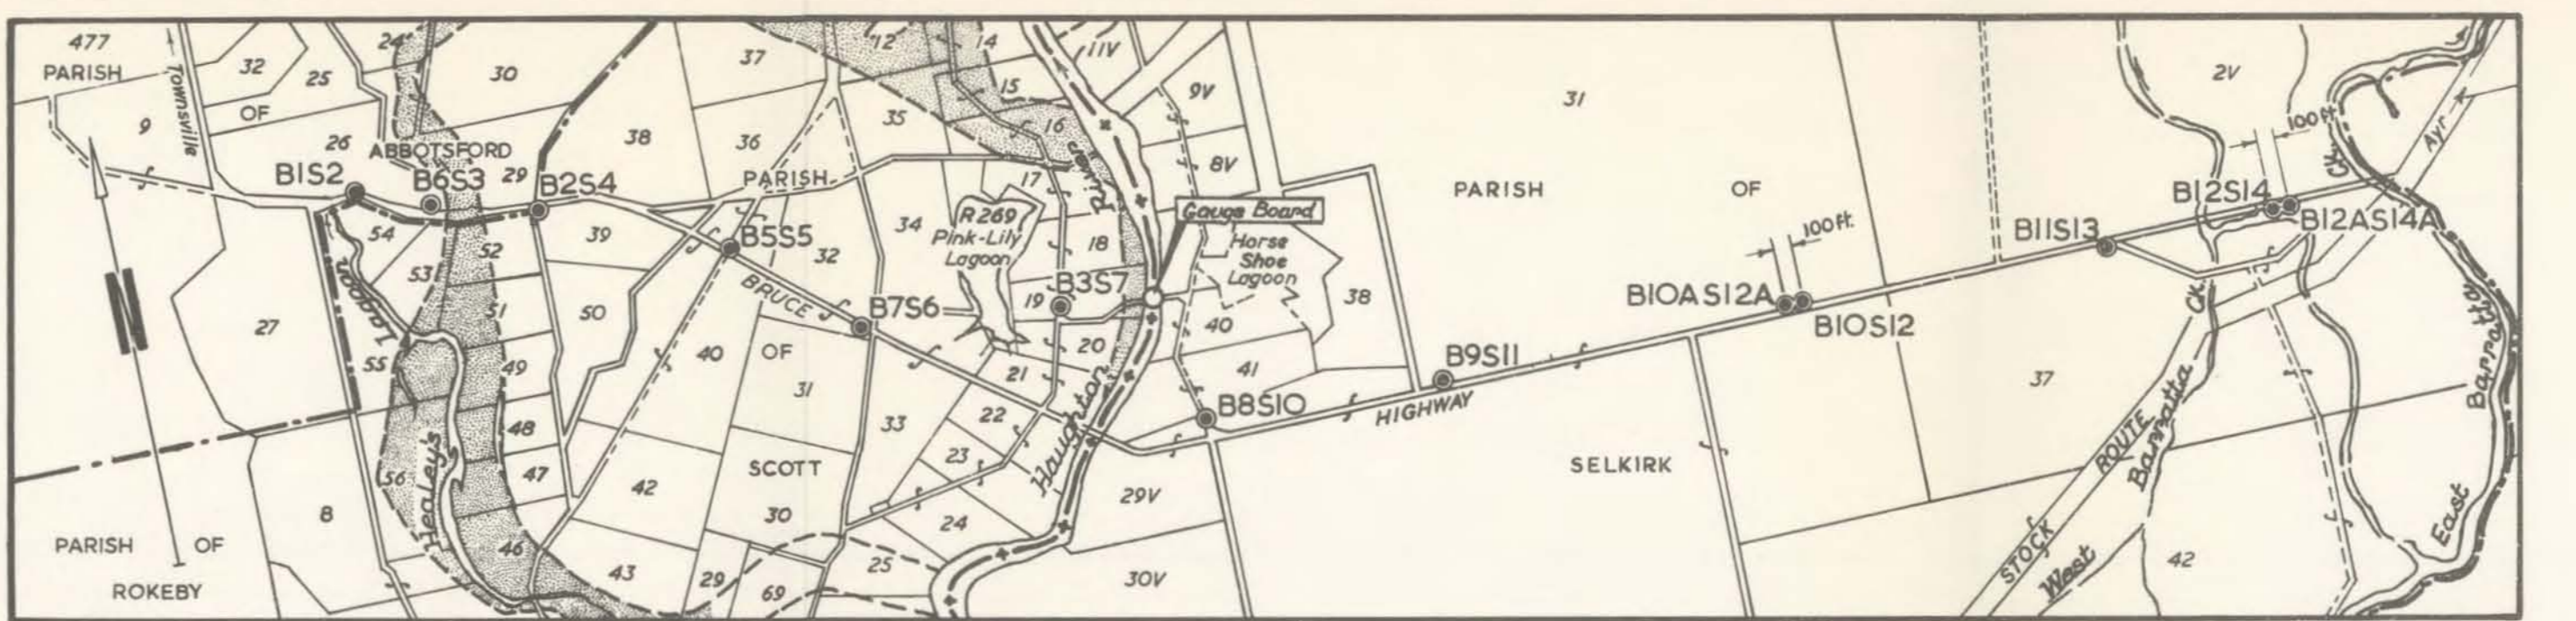 477
PARISH
Townsville
32
25
24
30
37
12
14
11V
15
9V
31
2V
100 ft.
Ayr
9
OF
26
ABBOTSFORD
29
38
36
35
16
8V
PARISH
OF
Ck.
B1S2
B6S3
B2S4
PARISH
17
River
B12S14
54
39
B5S5
32
34
R 269
Pink-Lily
Lagoon
18
Gauge Board
Horse
Shoe
Lagoon
100 ft.
B11S13
B12AS14A
52
53
Lagoon
51
50
BRUCE
B7S6
19
B3S7
38
B10AS12A
B10S12
Ck.
27
55
49
40
OF
31
20
21
40
41
B9S11
37
Barratta
48
33
22
Haughton
B8S10
HIGHWAY
ROUTE
Barratta
56
Healey's
47
42
SCOTT
30
23
29V
SELKIRK
8
46
24
East
PARISH OF
ROKEBY
43
29
69
25
30V
STOCK
West
42